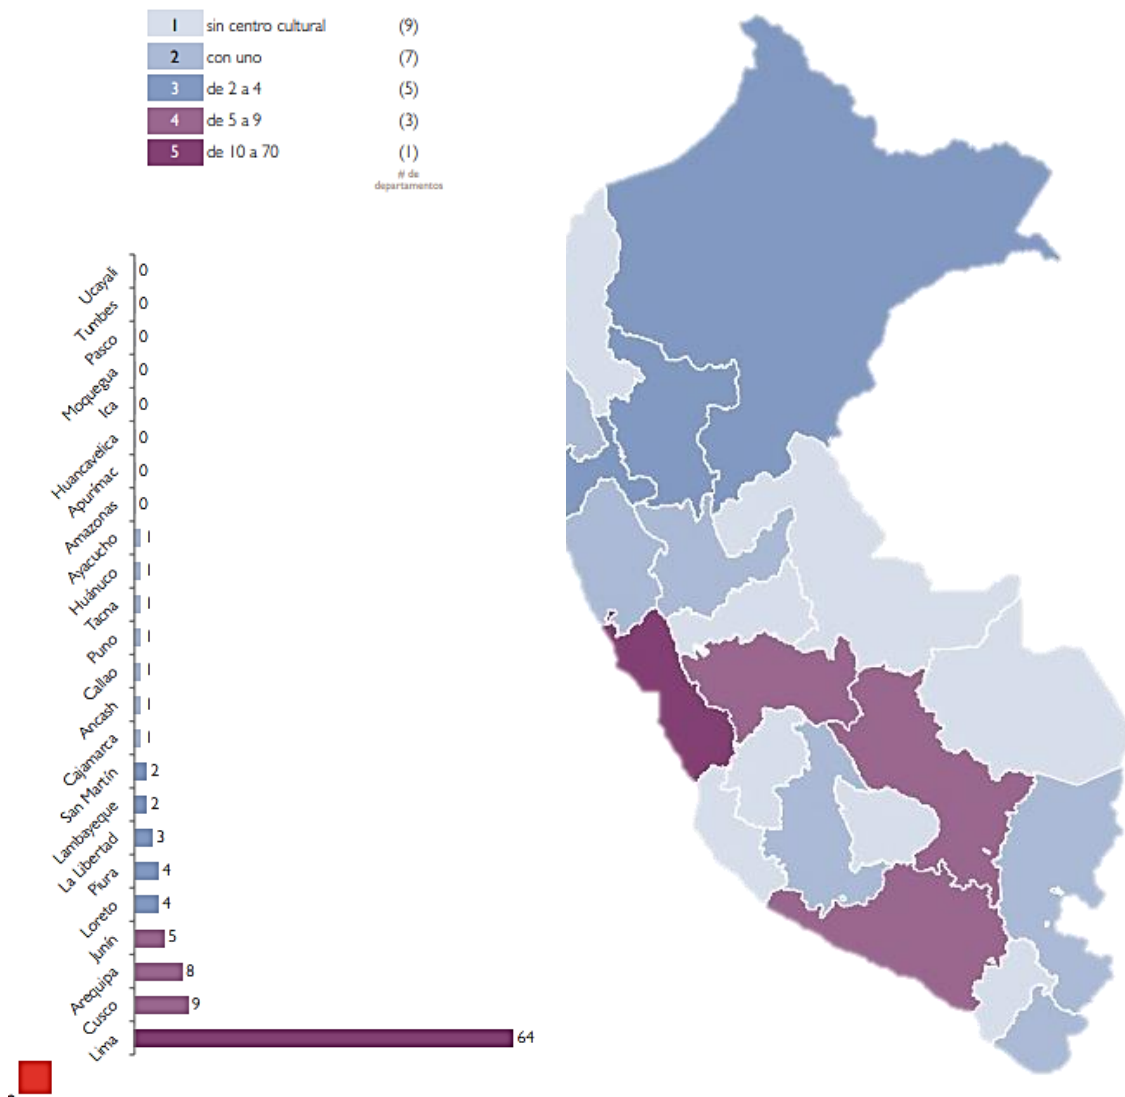 1 sin centro cultural (9)
2 con uno (7)
3 de 2 a 4 (5)
4 de 5 a 9 (3)
5 de 10 a 70 (1)
# de
departamentos
Ucayali 0
Tumbes 0
Pasco 0
Moquegua 0
Ica 0
Huancavelica 0
Apurímac 0
Amazonas 0
Ayacucho 1
Huánuco 1
Tacna 1
Puno 1
Callao 1
Ancash 1
Cajamarca 1
San Martín 2
Lambayeque 2
La Libertad 3
Piura 4
Loreto 4
Junín 5
Arequipa 8
Cusco 9
Lima 64